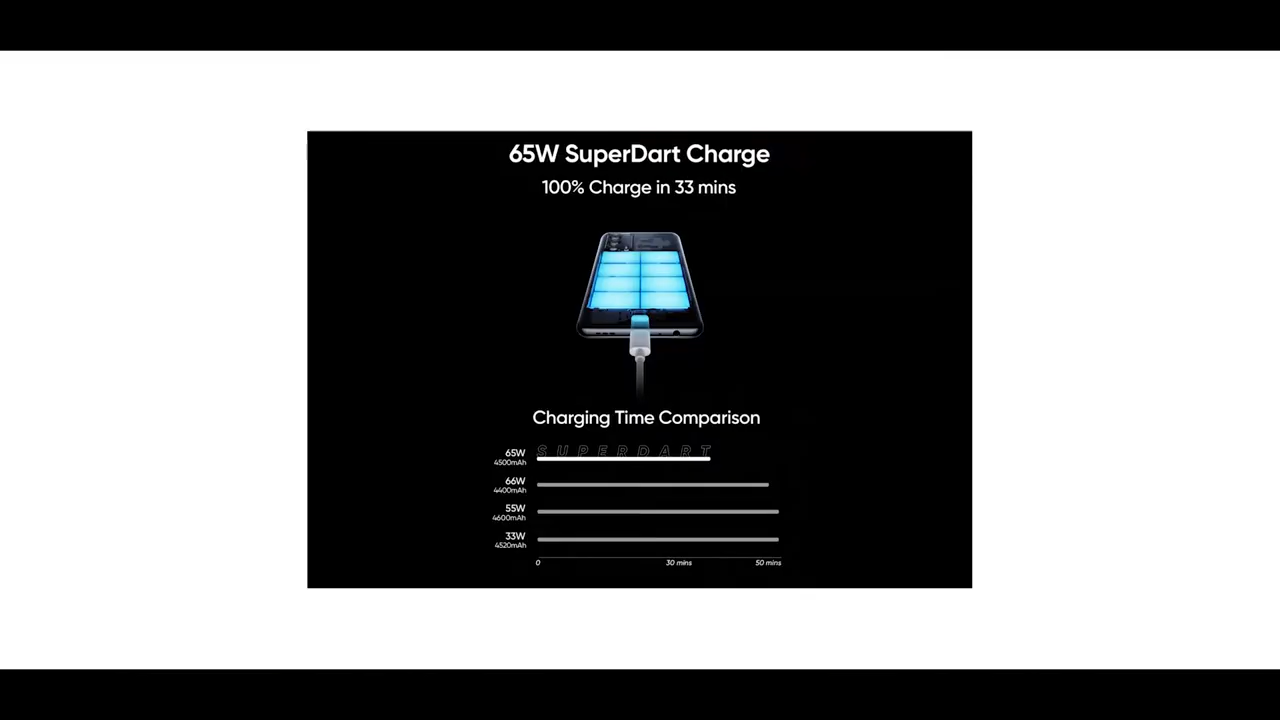 65W SuperDart Charge
100% Charge in 33 mins
Charging Time Comparison
65W SUPERDART
4500mAh
66W
4400mAh
55W
4600mAh
33W
4520mAh
0 30 mins 50 mins